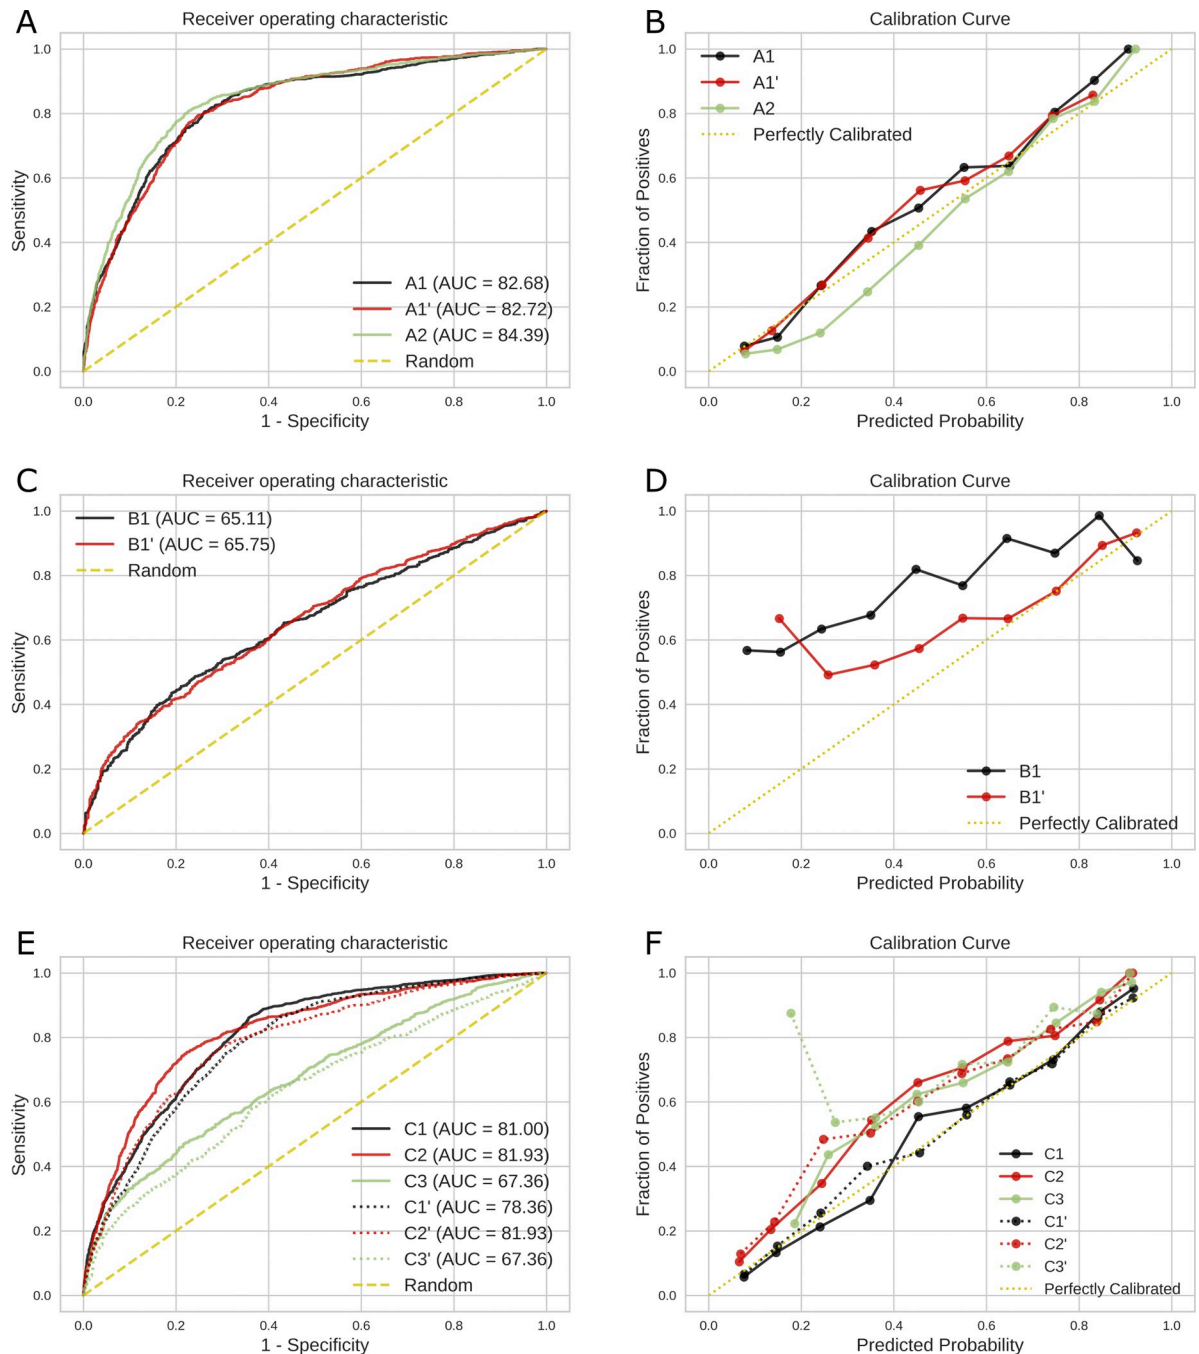 A
Receiver operating characteristic
1.0
0.8
0.6
0.4
0.2
0.0
Sensitivity
A1 (AUC = 82.68)
A1' (AUC = 82.72)
A2 (AUC = 84.39)
Random
0.0 0.2 0.4 0.6 0.8 1.0
1 - Specificity
B
Calibration Curve
1.0
0.8
0.6
0.4
0.2
0.0
Fraction of Positives
A1
A1'
A2
Perfectly Calibrated
0.0 0.2 0.4 0.6 0.8 1.0
Predicted Probability
C
Receiver operating characteristic
1.0
0.8
0.6
0.4
0.2
0.0
Sensitivity
B1 (AUC = 65.11)
B1' (AUC = 65.75)
Random
0.0 0.2 0.4 0.6 0.8 1.0
1 - Specificity
D
Calibration Curve
1.0
0.8
0.6
0.4
0.2
0.0
Fraction of Positives
B1
B1'
Perfectly Calibrated
0.0 0.2 0.4 0.6 0.8 1.0
Predicted Probability
E
Receiver operating characteristic
1.0
0.8
0.6
0.4
0.2
0.0
Sensitivity
C1 (AUC = 81.00)
C2 (AUC = 81.93)
C3 (AUC = 67.36)
C1' (AUC = 78.36)
C2' (AUC = 81.93)
C3' (AUC = 67.36)
Random
0.0 0.2 0.4 0.6 0.8 1.0
1 - Specificity
F
Calibration Curve
1.0
0.8
0.6
0.4
0.2
0.0
Fraction of Positives
C1
C2
C3
C1'
C2'
C3'
Perfectly Calibrated
0.0 0.2 0.4 0.6 0.8 1.0
Predicted Probability